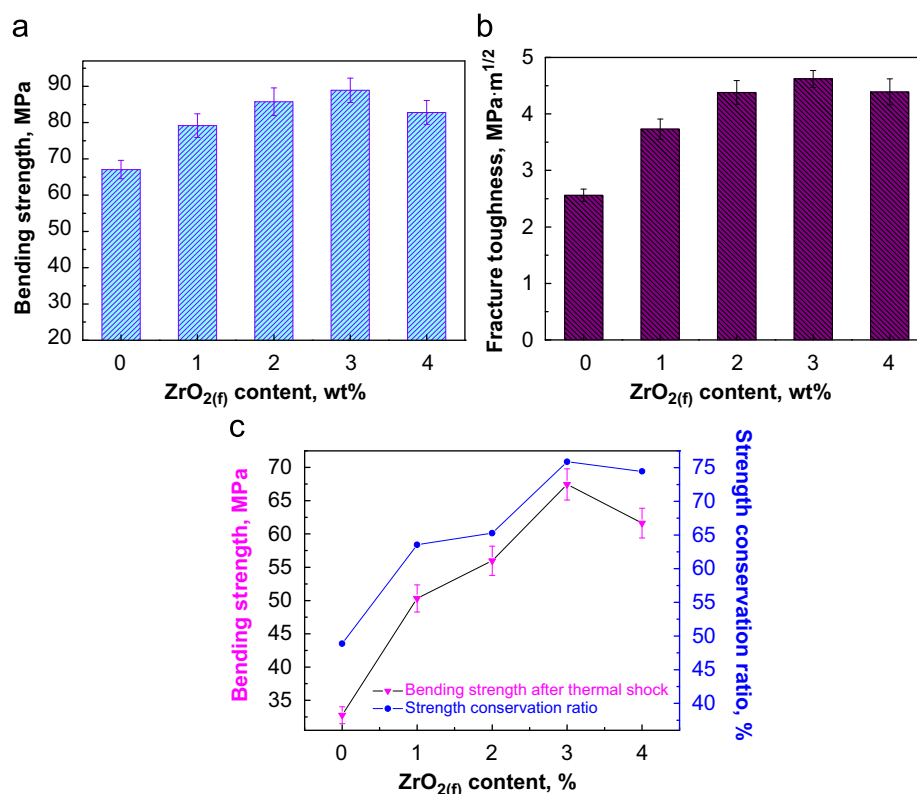 a
Bending strength, MPa
90
80
70
60
50
40
30
20
0 1 2 3 4
ZrO2(f) content, wt%
b
Fracture toughness, MPa·m1/2
5
4
3
2
1
0
0 1 2 3 4
ZrO2(f) content, wt%
c
Bending strength, MPa
70
65
60
55
50
45
40
35
Bending strength after thermal shock
Strength conservation ratio
0 1 2 3 4
ZrO2(f) content, %
75
70
65
60
55
50
45
40
Strength conservation ratio, %